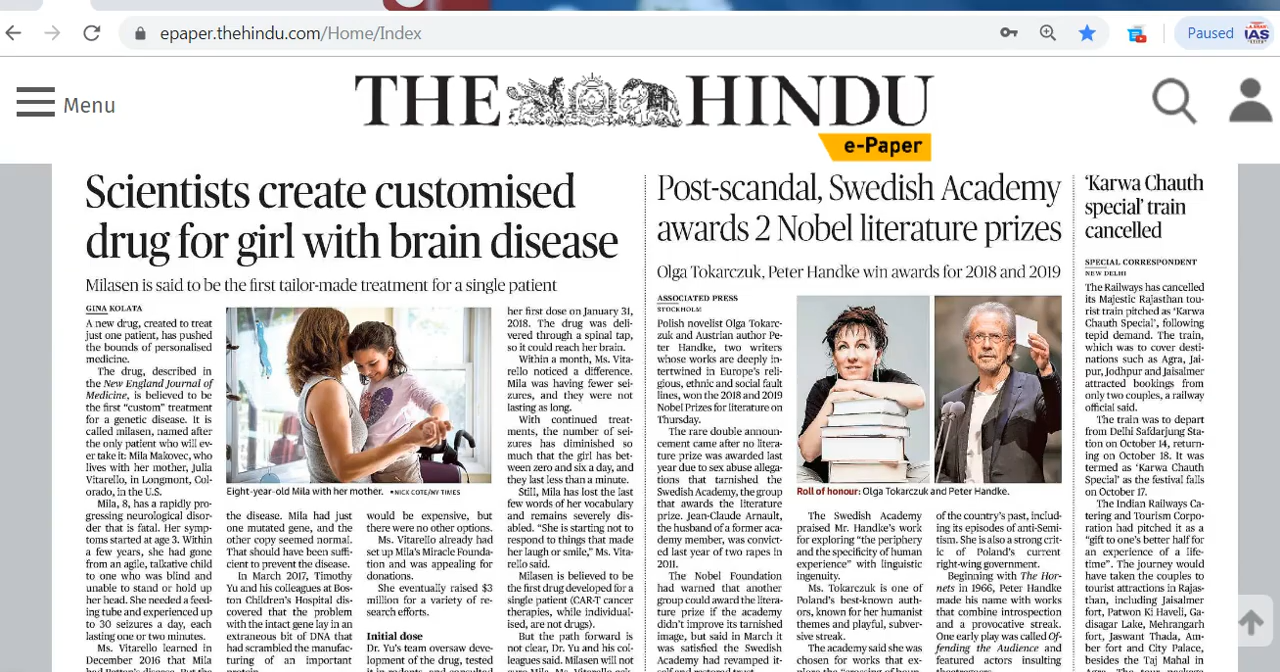 epaper.thehindu.com/Home/Index
Paused
IAS
Menu
THE HINDU
e-Paper
Scientists create customised
drug for girl with brain disease
Milasen is said to be the first tailor-made treatment for a single patient
GINA KOLATA
A new drug, created to treat
just one patient, has pushed
the bounds of personalised
medicine.
The drug, described in
the New England Journal of
Medicine, is believed to be
the first “custom” treatment
for a genetic disease. It is
called milasen, named after
the only patient who will ev-
er take it: Mila Makovec, who
lives with her mother, Julia
Vitarello, in Longmont, Col-
orado, in the U.S.
Mila, 8, has a rapidly pro-
gressing neurological disor-
der that is fatal. Her symp-
toms started at age 3. Within
a few years, she had gone
from an agile, talkative child
to one who was blind and
unable to stand or hold up
her head. She needed a feed-
ing tube and experienced up
to 30 seizures a day, each
lasting one or two minutes.
Ms. Vitarello learned in
December 2016 that Mila
had Batten's disease. But the
Eight-year-old Mila with her mother. •NICK COTE/NY TIMES
the disease. Mila had just
one mutated gene, and the
other copy seemed normal.
That should have been suffi-
cient to prevent the disease.
In March 2017, Timothy
Yu and his colleagues at Bos-
ton Children's Hospital dis-
covered that the problem
with the intact gene lay in an
extraneous bit of DNA that
had scrambled the manufac-
turing of an important
protein.
would be expensive, but
there were no other options.
Ms. Vitarello already had
set up Mila's Miracle Founda-
tion and was appealing for
donations.
She eventually raised $3
million for a variety of re-
search efforts.
Initial dose
Dr. Yu's team oversaw dev-
elopment of the drug, tested
it in rodents, and consulted
her first dose on January 31,
2018. The drug was deli-
vered through a spinal tap,
so it could reach her brain.
Within a month, Ms. Vita-
rello noticed a difference.
Mila was having fewer sei-
zures, and they were not
lasting as long.
With continued treat-
ments, the number of sei-
zures has diminished so
much that the girl has bet-
ween zero and six a day, and
they last less than a minute.
Still, Mila has lost the last
few words of her vocabulary
and remains severely dis-
abled. “She is starting not to
respond to things that made
her laugh or smile,” Ms. Vita-
rello said.
Milasen is believed to be
the first drug developed for a
single patient (CAR-T cancer
therapies, while individual-
ised, are not drugs).
But the path forward is
not clear, Dr. Yu and his col-
leagues said. Milasen will not
Post-scandal, Swedish Academy
awards 2 Nobel literature prizes
Olga Tokarczuk, Peter Handke win awards for 2018 and 2019
ASSOCIATED PRESS
STOCKHOLM
Polish novelist Olga Tokarc-
zuk and Austrian author Pe-
ter Handke, two writers
whose works are deeply in-
tertwined in Europe's reli-
gious, ethnic and social fault
lines, won the 2018 and 2019
Nobel Prizes for literature on
Thursday.
The rare double announ-
cement came after no litera-
ture prize was awarded last
year due to sex abuse allega-
tions that tarnished the
Swedish Academy, the group
that awards the literature
prize. Jean-Claude Arnault,
the husband of a former aca-
demy member, was convict-
ed last year of two rapes in
2011.
The Nobel Foundation
had warned that another
group could award the litera-
ture prize if the academy
didn't improve its tarnished
image, but said in March it
was satisfied the Swedish
Academy had revamped it-
Roll of honour: Olga Tokarczuk and Peter Handke.
The Swedish Academy
praised Mr. Handke's work
for exploring “the periphery
and the specificity of human
experience” with linguistic
ingenuity.
Ms. Tokarczuk is one of
Poland's best-known auth-
ors, known for her humanist
themes and playful, subver-
sive streak.
The academy said she was
chosen for works that ex-
of the country's past, includ-
ing its episodes of anti-Semi-
tism. She is also a strong crit-
ic of Poland's current
right-wing government.
Beginning with The Hor-
nets in 1966, Peter Handke
made his name with works
that combine introspection
and a provocative streak.
One early play was called Of-
fending the Audience and
featured actors insulting
‘Karwa Chauth
special’ train
cancelled
SPECIAL CORRESPONDENT
NEW DELHI
The Railways has cancelled
its Majestic Rajasthan tou-
rist train pitched as ‘Karwa
Chauth Special’, following
tepid demand. The train,
which was to cover desti-
nations such as Agra, Jai-
pur, Jodhpur and Jaisalmer
attracted bookings from
only two couples, a railway
official said.
The train was to depart
from Delhi Safdarjung Sta-
tion on October 14, return-
ing on October 18. It was
termed as ‘Karwa Chauth
Special’ as the festival falls
on October 17.
The Indian Railways Ca-
tering and Tourism Corpo-
ration had pitched it as a
“gift to one's better half for
an experience of a life-
time”. The journey would
have taken the couples to
tourist attractions in Rajas-
than, including Jaisalmer
fort, Patwon Ki Haveli, Ga-
disagar Lake, Mehrangarh
fort, Jaswant Thada, Am-
ber fort and City Palace,
besides the Taj Mahal in